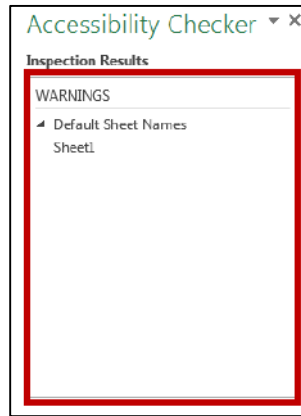 Accessibility Checker
Inspection Results
WARNINGS
Default Sheet Names
Sheet1